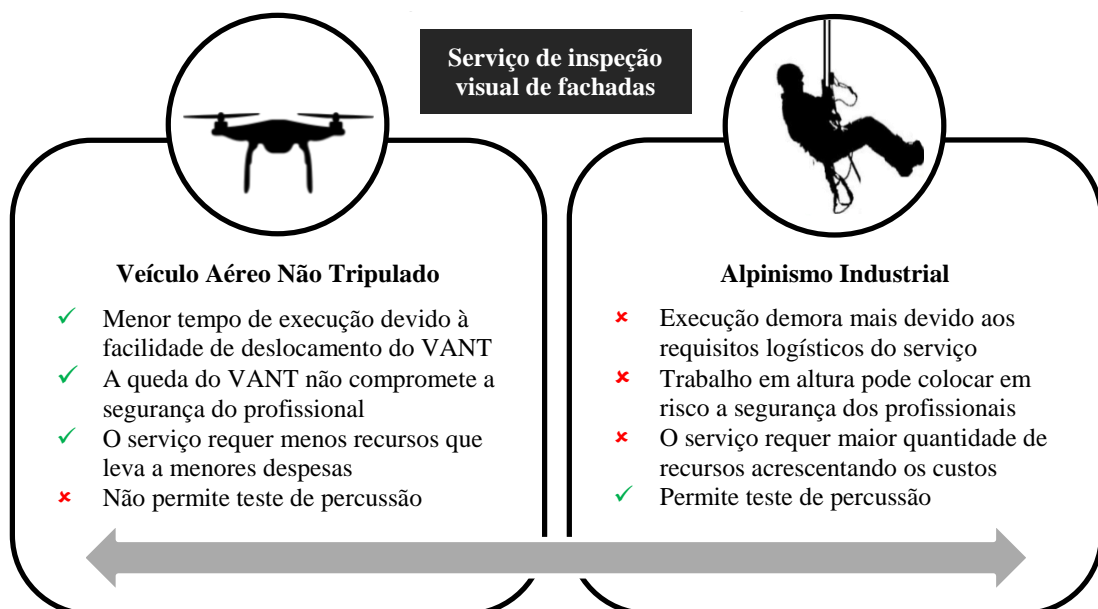 Serviço de inspeção
visual de fachadas
Veículo Aéreo Não Tripulado
✓ Menor tempo de execução devido à
facilidade de deslocamento do VANT
✓ A queda do VANT não compromete a
segurança do profissional
✓ O serviço requer menos recursos que
leva a menores despesas
✘ Não permite teste de percussão
Alpinismo Industrial
✘ Execução demora mais devido aos
requisitos logísticos do serviço
✘ Trabalho em altura pode colocar em
risco a segurança dos profissionais
✘ O serviço requer maior quantidade de
recursos acrescentando os custos
✓ Permite teste de percussão